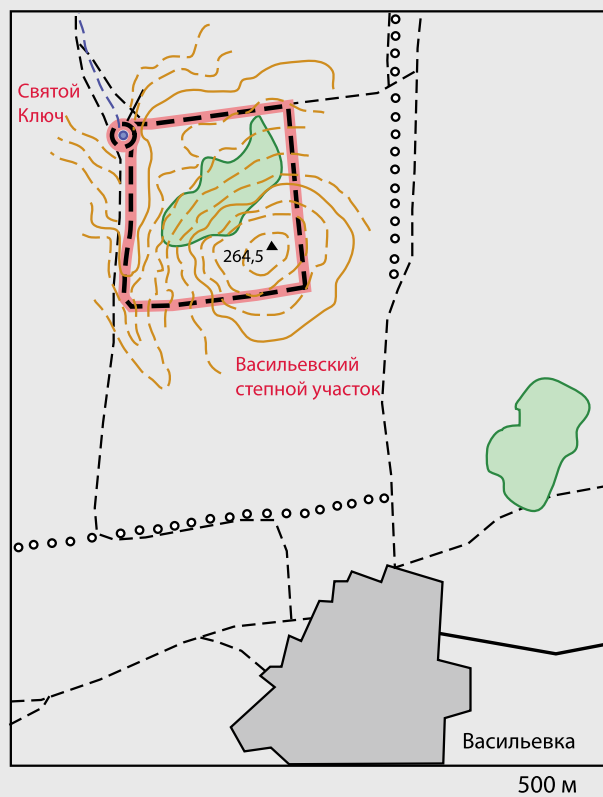 Святой
Ключ
264,5
Васильевский
степной участок
Васильевка
500 м